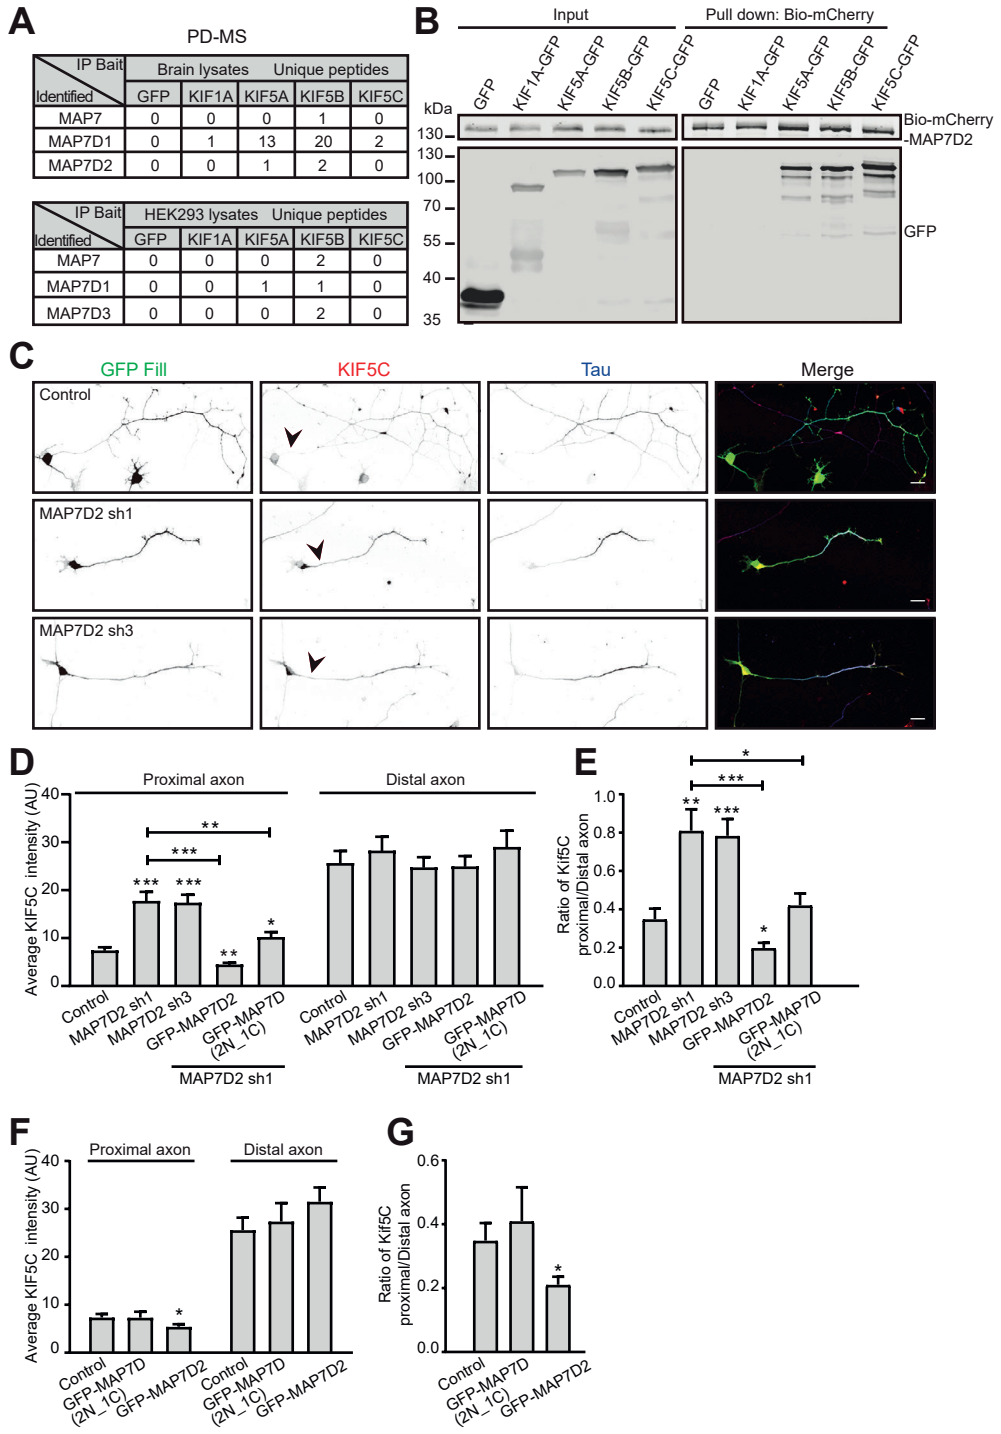 A
PD-MS
IP Bait
Identified
Brain lysates Unique peptides
GFP KIF1A KIF5A KIF5B KIF5C
MAP7 0 0 0 1 0
MAP7D1 0 1 13 20 2
MAP7D2 0 0 1 2 0
IP Bait
Identified
HEK293 lysates Unique peptides
GFP KIF1A KIF5A KIF5B KIF5C
MAP7 0 0 0 2 0
MAP7D1 0 0 1 1 0
MAP7D3 0 0 0 2 0
B
Input
Pull down: Bio-mCherry
GFP
KIF1A-GFP
KIF5A-GFP
KIF5B-GFP
KIF5C-GFP
GFP
KIF1A-GFP
KIF5A-GFP
KIF5B-GFP
KIF5C-GFP
kDa
130
130
100
70
55
40
35
Bio-mCherry
-MAP7D2
GFP
C
GFP Fill
KIF5C
Tau
Merge
Control
MAP7D2 sh1
MAP7D2 sh3
D
Proximal axon
Distal axon
Average KIF5C intensity (AU)
40
30
20
10
0
**
***
***
***
**
*
Control
MAP7D2 sh1
MAP7D2 sh3
GFP-MAP7D2
GFP-MAP7D
(2N_1C)
MAP7D2 sh1
Control
MAP7D2 sh1
MAP7D2 sh3
GFP-MAP7D2
GFP-MAP7D
(2N_1C)
MAP7D2 sh1
E
Ratio of Kif5C
proximal/Distal axon
1.0
0.8
0.6
0.4
0.2
0.0
*
***
**
***
*
Control
MAP7D2 sh1
MAP7D2 sh3
GFP-MAP7D2
GFP-MAP7D
(2N_1C)
MAP7D2 sh1
F
Proximal axon
Distal axon
Average KIF5C intensity (AU)
40
30
20
10
0
*
Control
GFP-MAP7D
(2N_1C)
GFP-MAP7D2
Control
GFP-MAP7D
(2N_1C)
GFP-MAP7D2
G
Ratio of Kif5C
proximal/Distal axon
0.6
0.4
0.2
0.0
*
Control
GFP-MAP7D
(2N_1C)
GFP-MAP7D2